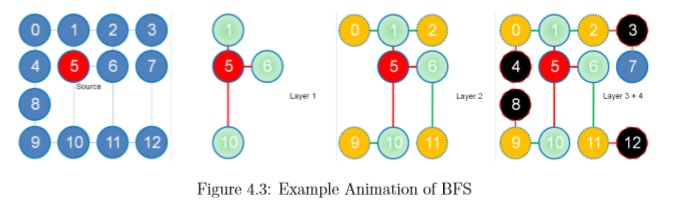 0 1 2 3
4 5 6 7
Source
8
9 10 11 12
1
5 6
Layer 1
10
0 1 2
5 6
Layer 2
9 10 11
0 1 2 3
4 5 6 7
8
Layer 3 + 4
9 10 11 12
Figure 4.3: Example Animation of BFS